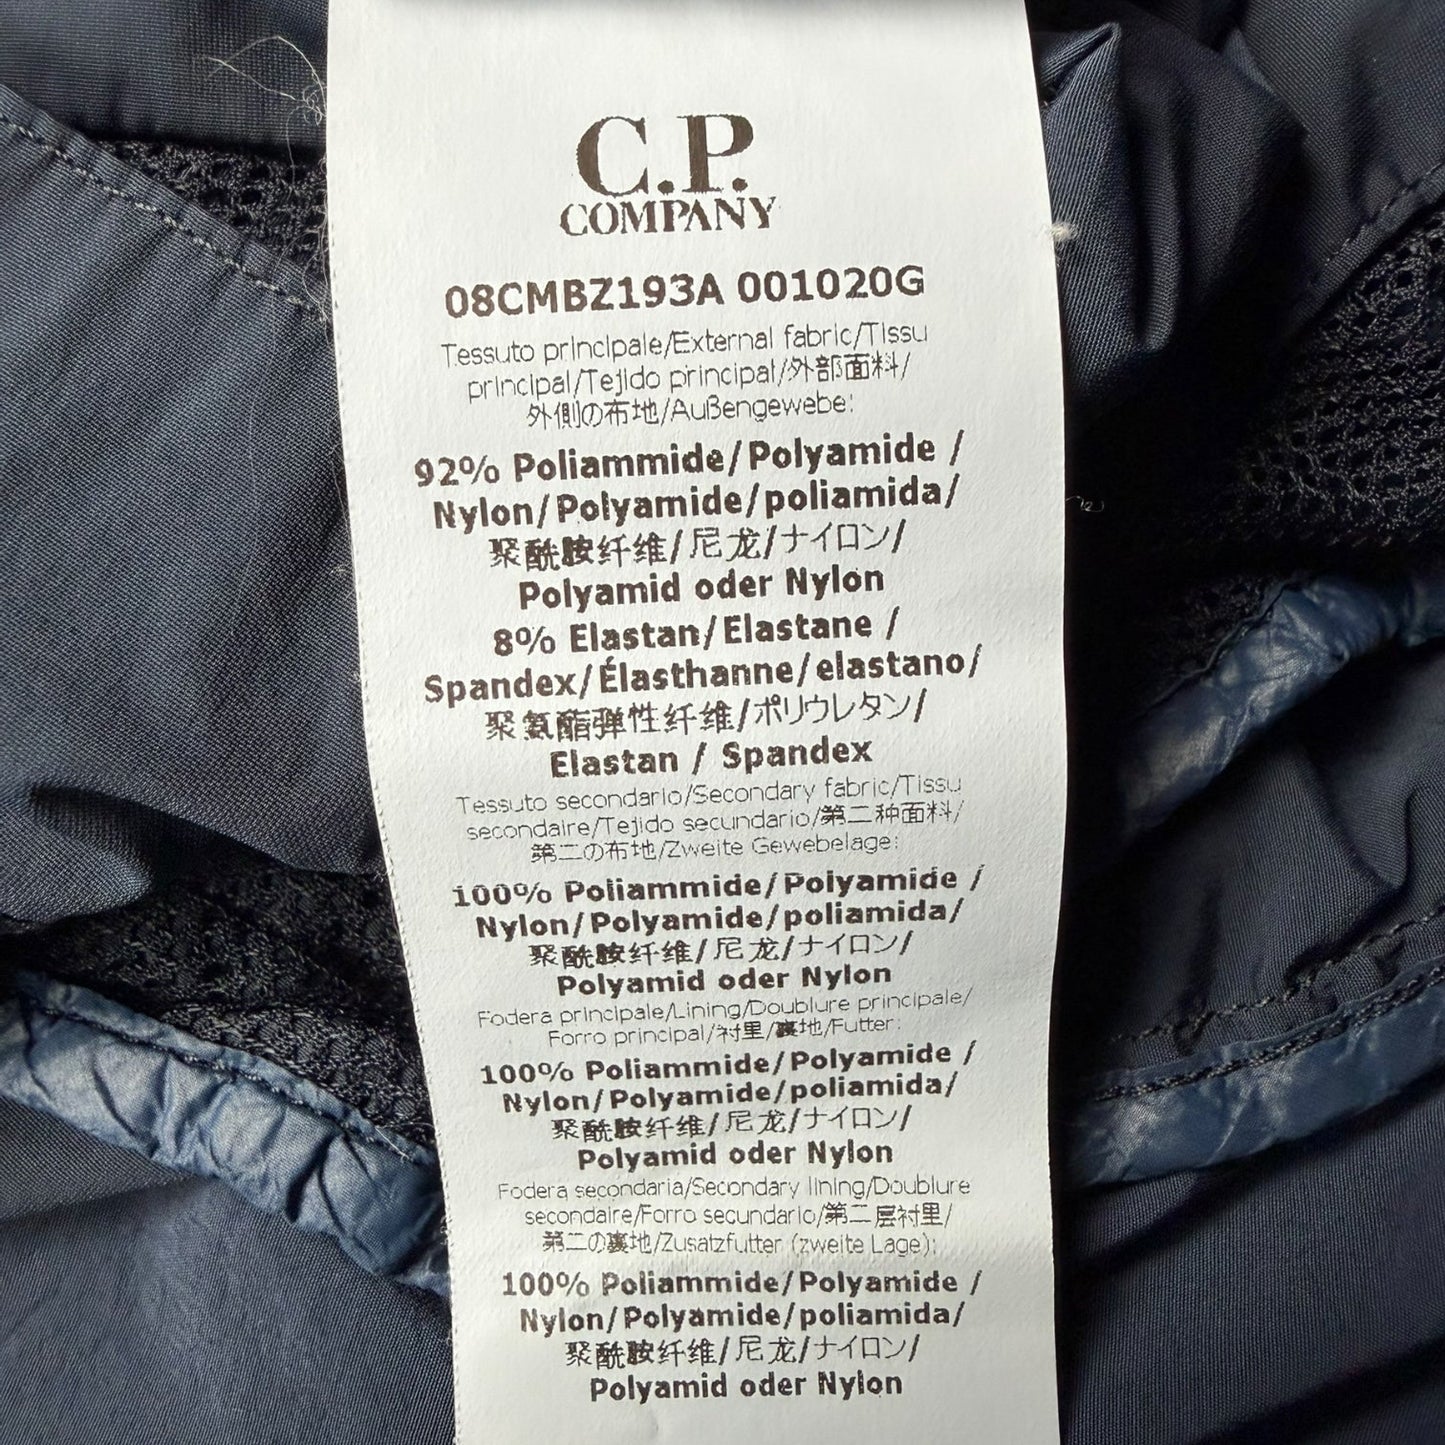 C.P.
COMPANY
08CMBZ193A 001020G
Tessuto principale/External fabric/Tissu
principal/Tejido principal/外部面料/
外側の布地/Außengewebe:
92% Poliammide/Polyamide /
Nylon/Polyamide/poliamida/
聚酰胺纤维/尼龙/ナイロン/
Polyamid oder Nylon
8% Elastan/Elastane /
Spandex/Élasthanne/elastano/
聚氨酯弹性纤维/ポリウレタン/
Elastan / Spandex
Tessuto secondario/Secondary fabric/Tissu
secondaire/Tejido secundario/第二种面料/
第二の布地/Zweite Gewebelage:
100% Poliammide/Polyamide /
Nylon/Polyamide/poliamida/
聚酰胺纤维/尼龙/ナイロン/
Polyamid oder Nylon
Fodera principale/Lining/Doublure principale/
Forro principal/衬里/裏地/Futter:
100% Poliammide/Polyamide /
Nylon/Polyamide/poliamida/
聚酰胺纤维/尼龙/ナイロン/
Polyamid oder Nylon
Fodera secondaria/Secondary lining/Doublure
secondaire/Forro secundario/第二层衬里/
第二の裏地/Zusatzfutter (zweite Lage):
100% Poliammide/Polyamide /
Nylon/Polyamide/poliamida/
聚酰胺纤维/尼龙/ナイロン/
Polyamid oder Nylon